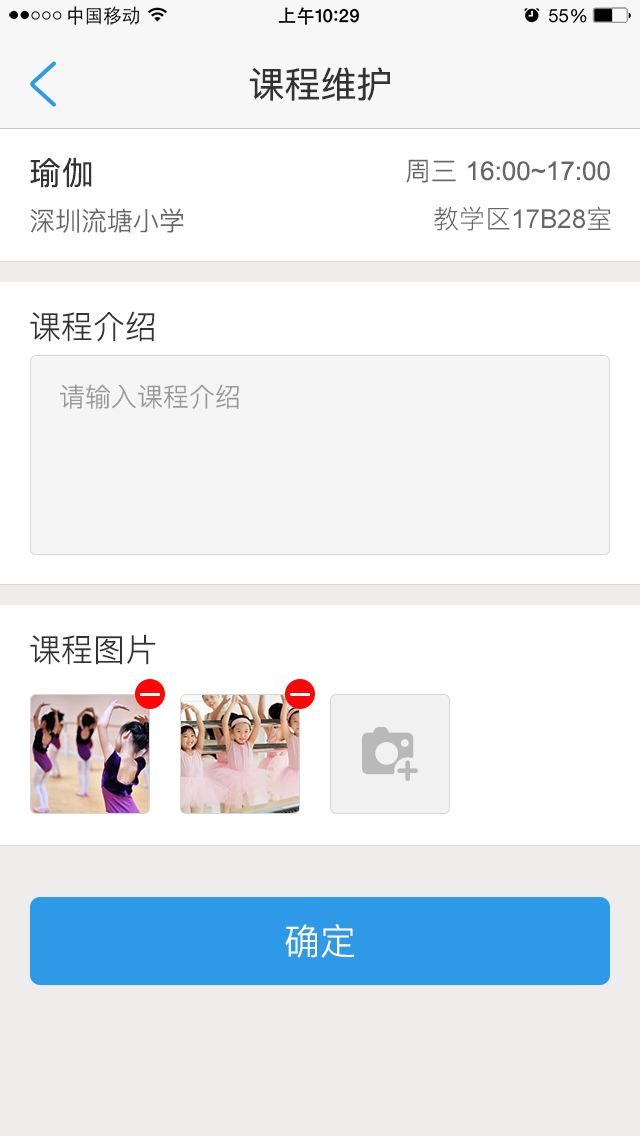 中国移动 上午10:29 55%
课程维护
瑜伽 周三 16:00~17:00
深圳流塘小学 教学区17B28室
课程介绍
请输入课程介绍
课程图片
确定